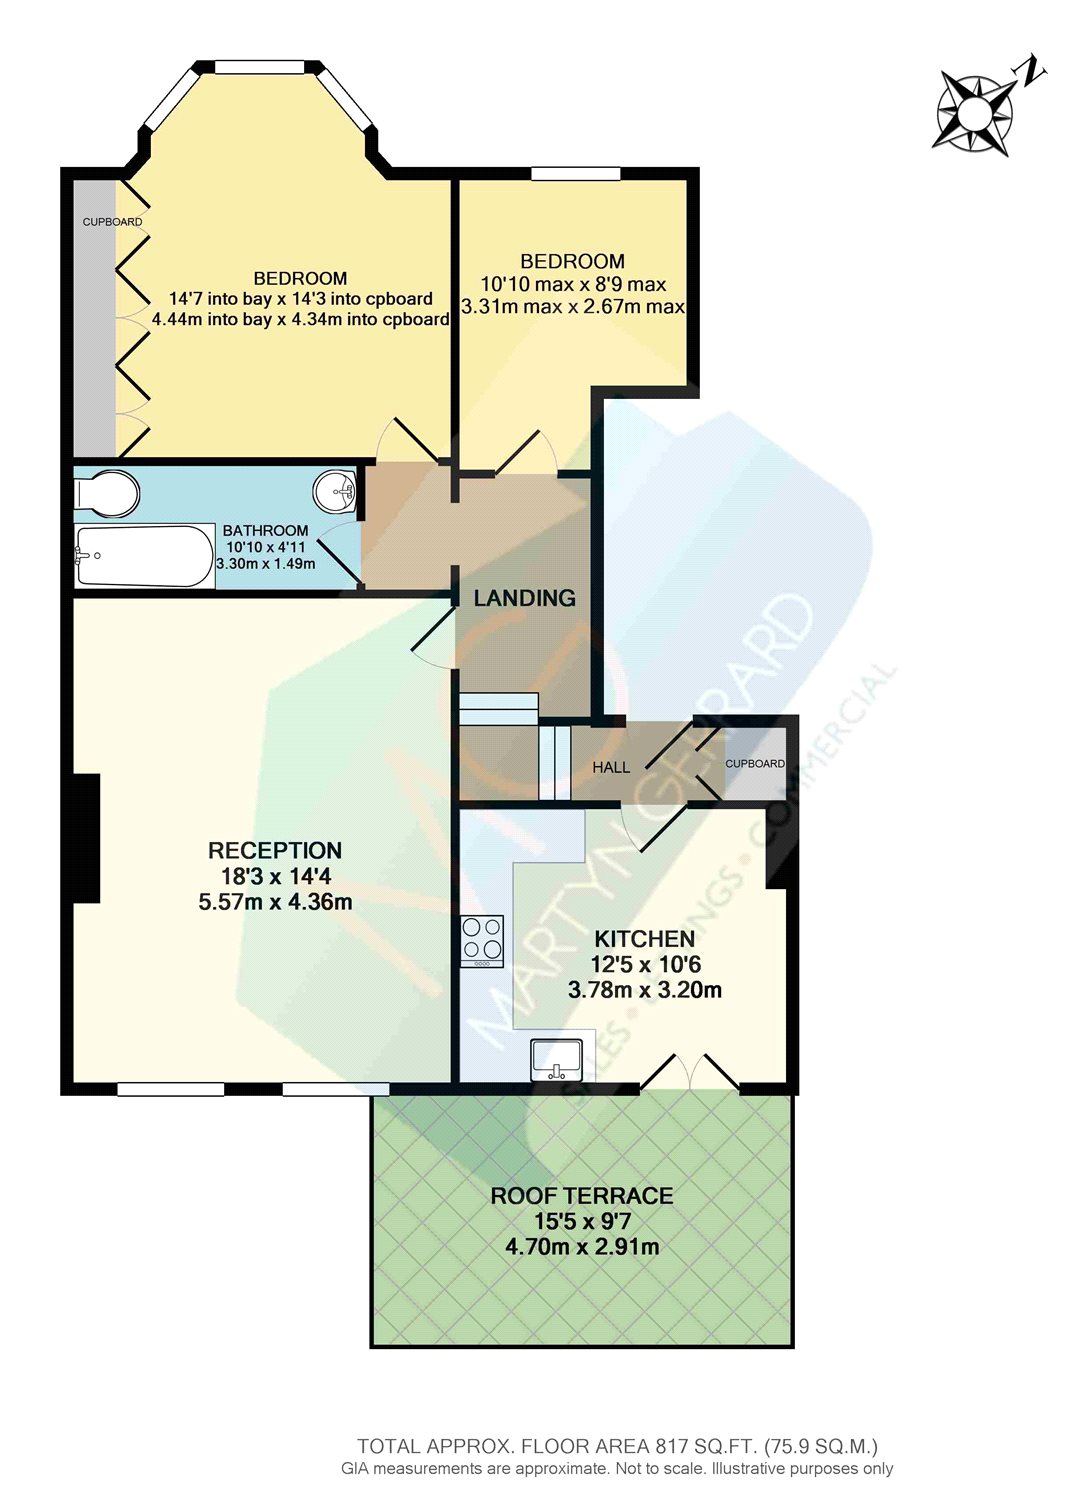 N
CUPBOARD
BEDROOM
14'7 into bay x 14'3 into cpboard
4.44m into bay x 4.34m into cpboard
BEDROOM
10'10 max x 8'9 max
3.31m max x 2.67m max
BATHROOM
10'10 x 4'11
3.30m x 1.49m
LANDING
HALL
CUPBOARD
RECEPTION
18'3 x 14'4
5.57m x 4.36m
KITCHEN
12'5 x 10'6
3.78m x 3.20m
MARTYN GERRARD
SALES • LETTINGS • COMMERCIAL
ROOF TERRACE
15'5 x 9'7
4.70m x 2.91m
TOTAL APPROX. FLOOR AREA 817 SQ.FT. (75.9 SQ.M.)
GIA measurements are approximate. Not to scale. Illustrative purposes only